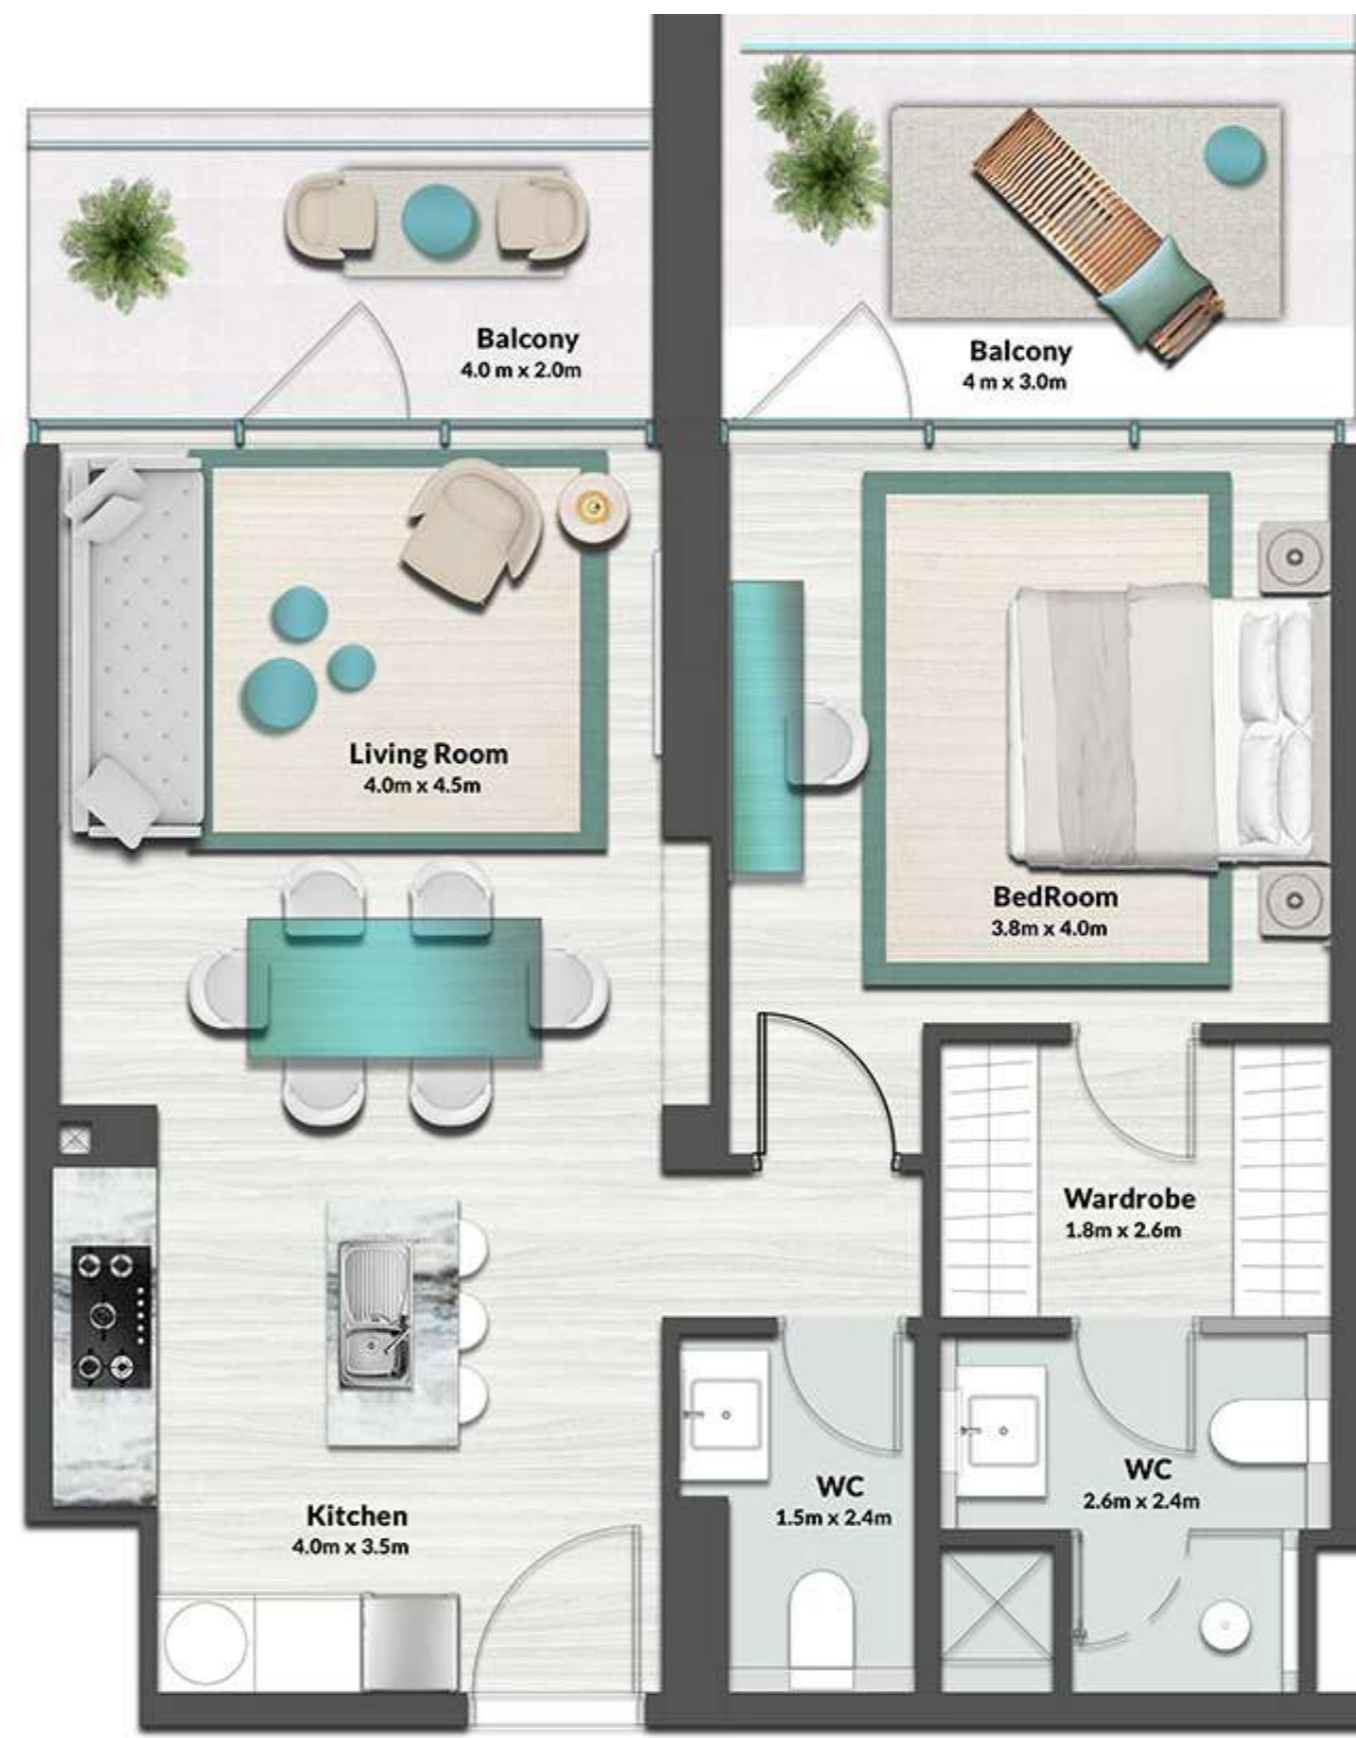 Balcony
4.0 m x 2.0m
Balcony
4 m x 3.0m
Living Room
4.0m x 4.5m
BedRoom
3.8m x 4.0m
Wardrobe
1.8m x 2.6m
WC
2.6m x 2.4m
WC
1.5m x 2.4m
Kitchen
4.0m x 3.5m